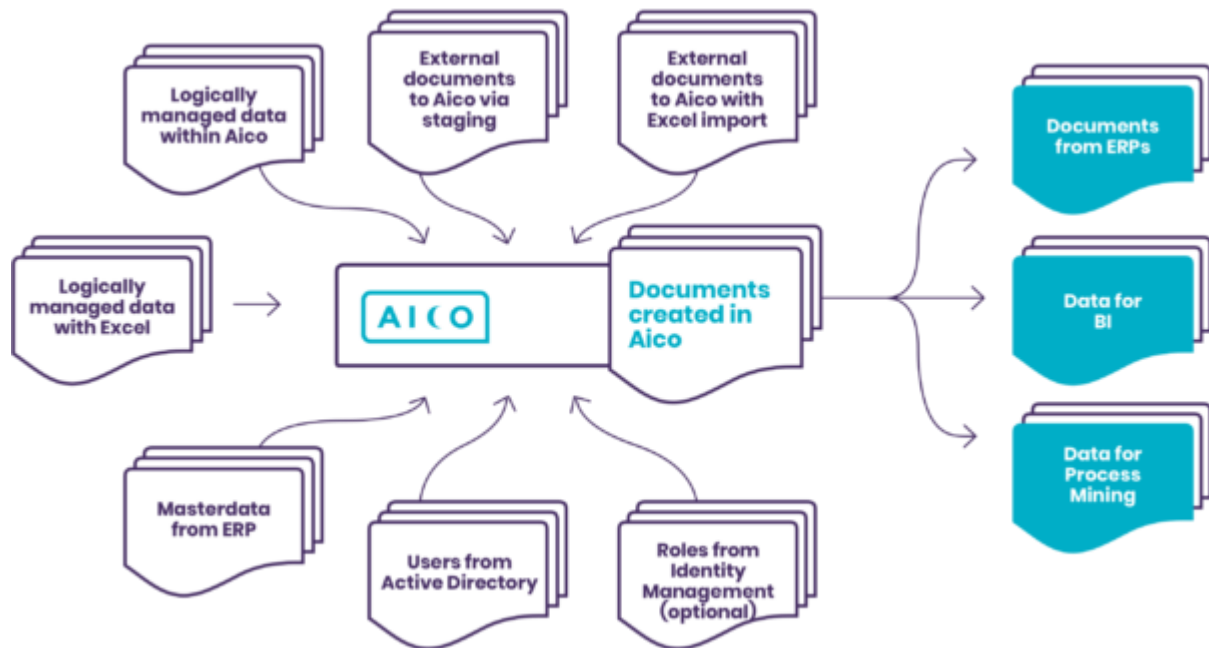 Logically
managed data
within Aico
External
documents
to Aico via
staging
External
documents
to Aico with
Excel import
Documents
from ERPs
Logically
managed data
with Excel
AICO
Documents
created in
Aico
Data for
BI
Masterdata
from ERP
Users from
Active Directory
Roles from
Identity
Management
(optional)
Data for
Process
Mining